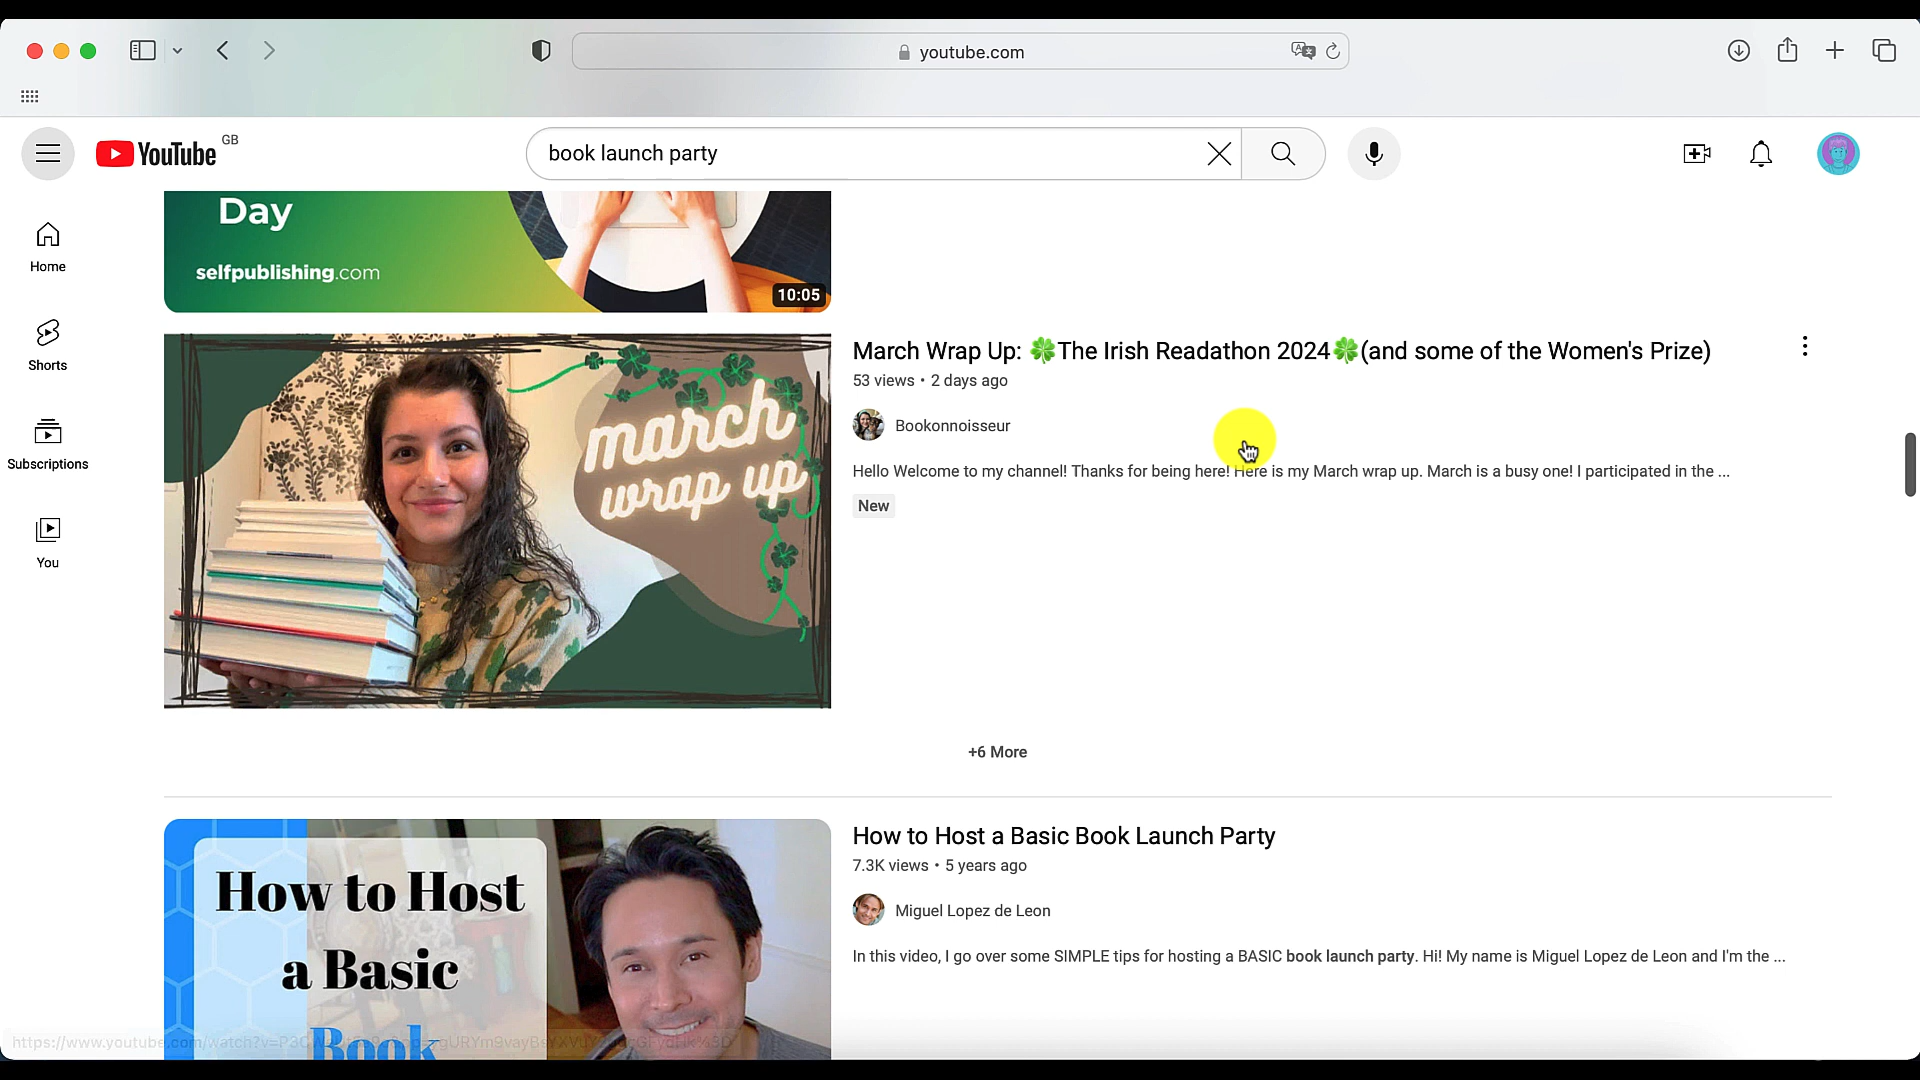 youtube.com
YouTube GB
book launch party
Home
Shorts
Subscriptions
You
Day
selfpublishing.com
10:05
march
wrap up
March Wrap Up: 🍀The Irish Readathon 2024🍀(and some of the Women's Prize)
53 views • 2 days ago
Bookonnoisseur
Hello Welcome to my channel! Thanks for being here! Here is my March wrap up. March is a busy one! I participated in the ...
New
+6 More
How to Host
a Basic
Book
How to Host a Basic Book Launch Party
7.3K views • 5 years ago
Miguel Lopez de Leon
In this video, I go over some SIMPLE tips for hosting a BASIC book launch party. Hi! My name is Miguel Lopez de Leon and I'm the ...